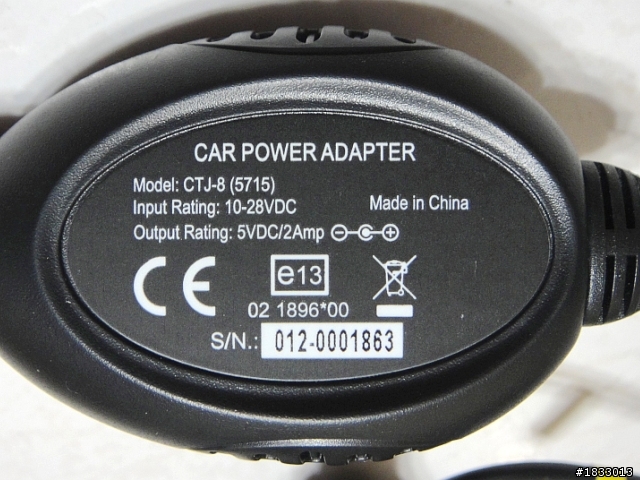 CAR POWER ADAPTER
Model: CTJ-8 (5715)
Input Rating: 10-28VDC
Made in China
Output Rating: 5VDC/2Amp
CE
e13
02 1896*00
S/N.: 012-0001863
#1833013